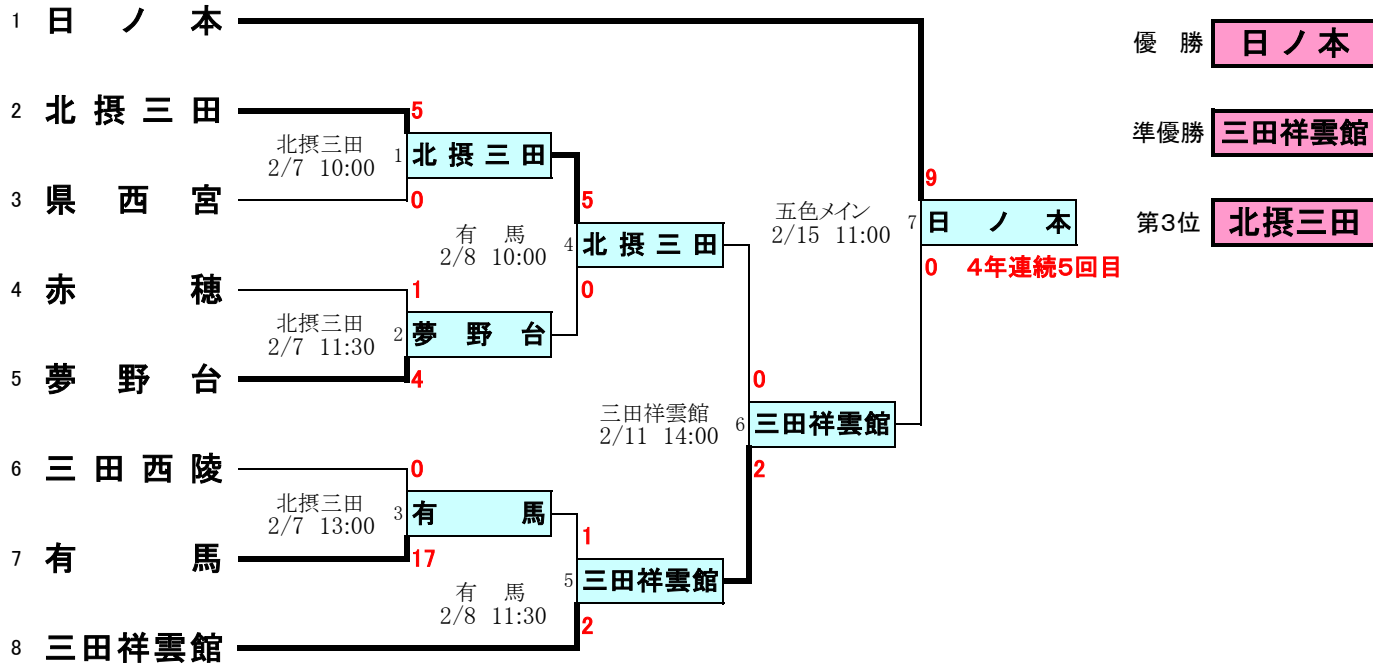 1 日ノ本
2 北摂三田
5
北摂三田
2/7 10:00
1 北摂三田
3 県西宮
0
5
有馬
2/8 10:00
4 北摂三田
0
4 赤穂
1
北摂三田
2/7 11:30
2 夢野台
5 夢野台
4
0
三田祥雲館
2/11 14:00
6 三田祥雲館
2
6 三田西陵
0
北摂三田
2/7 13:00
3 有馬
7 有馬
17
1
有馬
2/8 11:30
5 三田祥雲館
2
8 三田祥雲館
9
五色メイン
2/15 11:00
7 日ノ本
0 4年連続5回目
優勝 日ノ本
準優勝 三田祥雲館
第3位 北摂三田